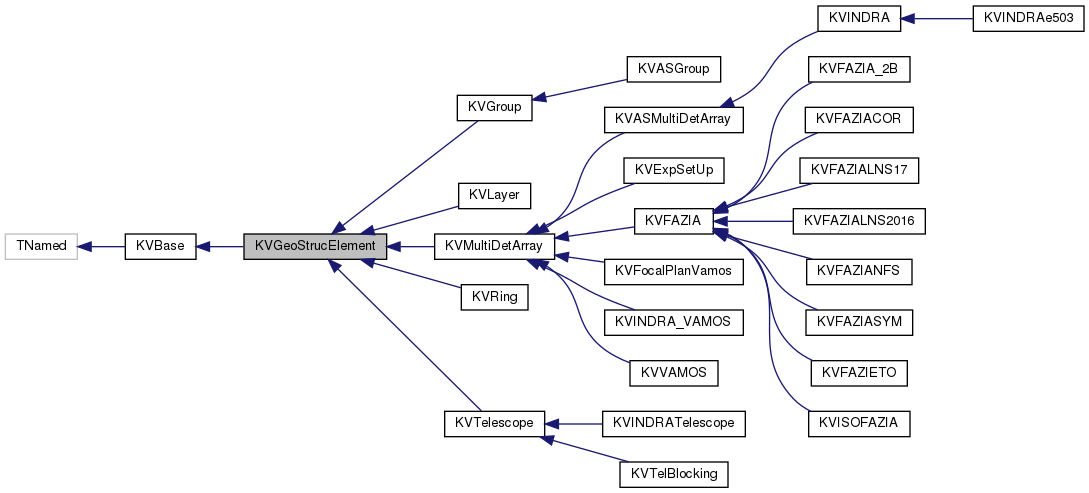 KVINDRA
KVINDRAe503
KVASGroup
KVFAZIA_2B
KVGroup
KVASMultiDetArray
KVFAZIACOR
KVExpSetUp
KVFAZIALNS17
KVLayer
KVFAZIA
KVFAZIALNS2016
TNamed
KVBase
KVGeoStrucElement
KVMultiDetArray
KVFocalPlanVamos
KVFAZIANFS
KVRing
KVINDRA_VAMOS
KVFAZIASYM
KVVAMOS
KVFAZIETO
KVTelescope
KVINDRATelescope
KVISOFAZIA
KVTelBlocking